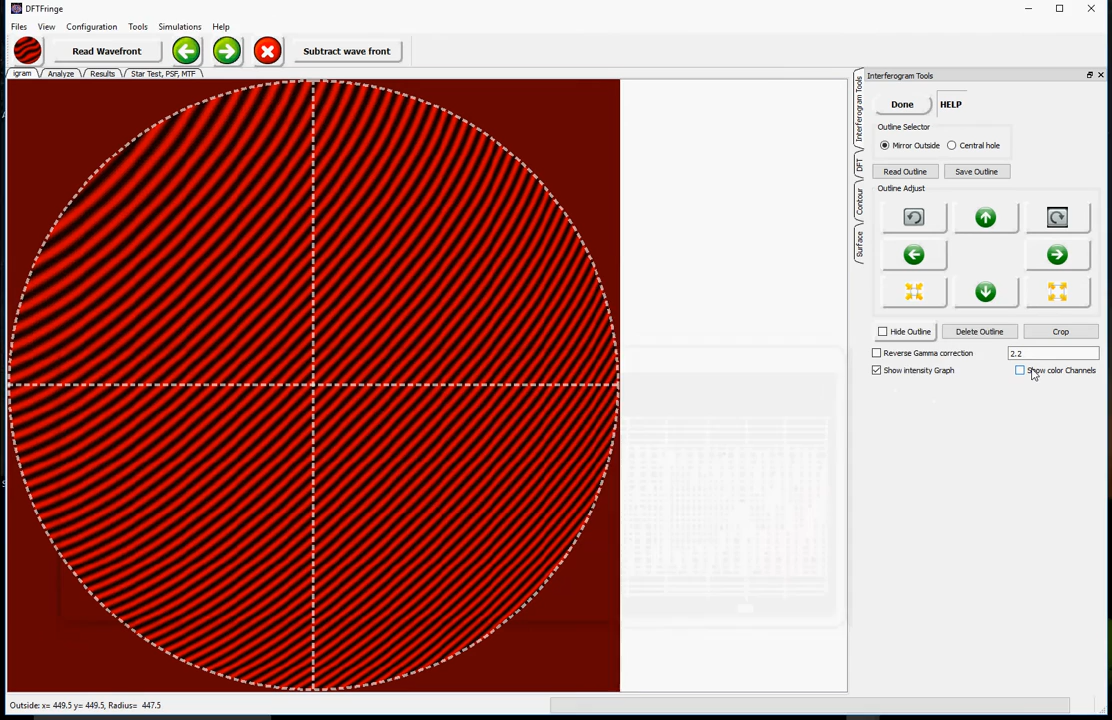 DFTFringe
Files View Configuration Tools Simulations Help
Read Wavefront Subtract wave front
igram Analyze Results Star Test, PSF, MTF
Interferogram Tools
DFT
Contour
Surface
Interferogram Tools
Done HELP
Outline Selector
Mirror Outside Central hole
Read Outline Save Outline
Outline Adjust
Hide Outline Delete Outline Crop
Reverse Gamma correction 2.2
Show intensity Graph Show color Channels
Outside: x= 449.5 y= 449.5, Radius= 447.5